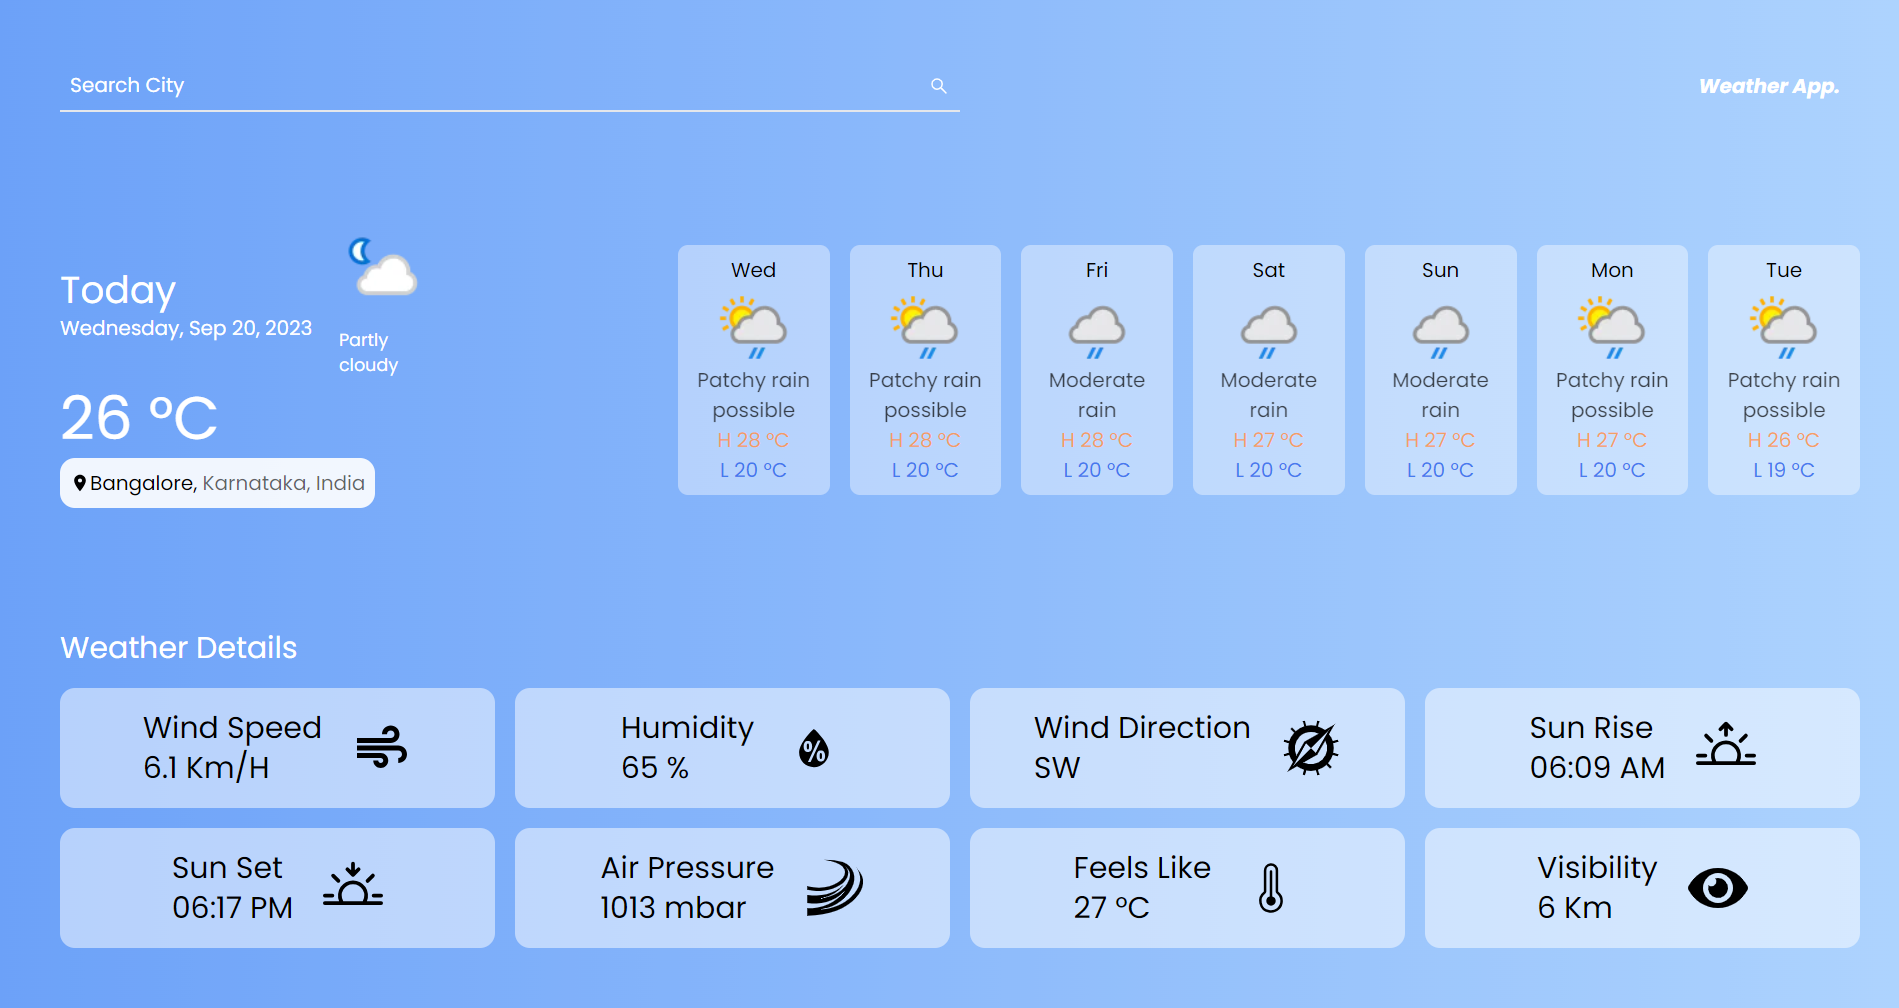 Search City
Weather App.
Today
Wednesday, Sep 20, 2023
Partly
cloudy
26 °C
Bangalore, Karnataka, India
Wed
Patchy rain
possible
H 28 °C
L 20 °C
Thu
Patchy rain
possible
H 28 °C
L 20 °C
Fri
Moderate
rain
H 28 °C
L 20 °C
Sat
Moderate
rain
H 27 °C
L 20 °C
Sun
Moderate
rain
H 27 °C
L 20 °C
Mon
Patchy rain
possible
H 27 °C
L 20 °C
Tue
Patchy rain
possible
H 26 °C
L 19 °C
Weather Details
Wind Speed
6.1 Km/H
Humidity
65 %
%
Wind Direction
SW
Sun Rise
06:09 AM
Sun Set
06:17 PM
Air Pressure
1013 mbar
Feels Like
27 °C
Visibility
6 Km